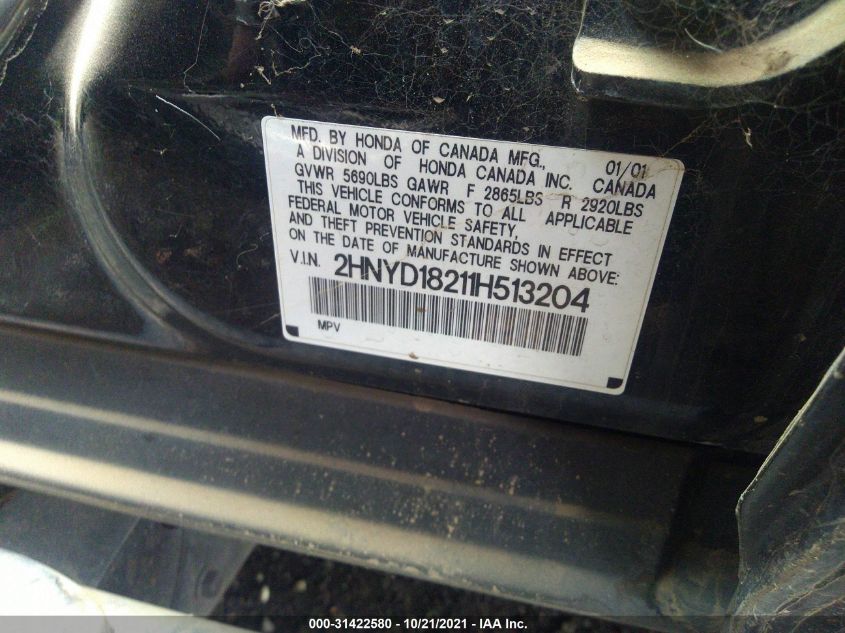 MFD. BY HONDA OF CANADA MFG., 01/01
A DIVISION OF HONDA CANADA INC. CANADA
GVWR 5690LBS GAWR F 2865LBS R 2920LBS
THIS VEHICLE CONFORMS TO ALL APPLICABLE
FEDERAL MOTOR VEHICLE SAFETY,
AND THEFT PREVENTION STANDARDS IN EFFECT
ON THE DATE OF MANUFACTURE SHOWN ABOVE:
V.I.N. 2HNYD18211H513204
MPV
000-31422580 - 10/21/2021 - IAA Inc.